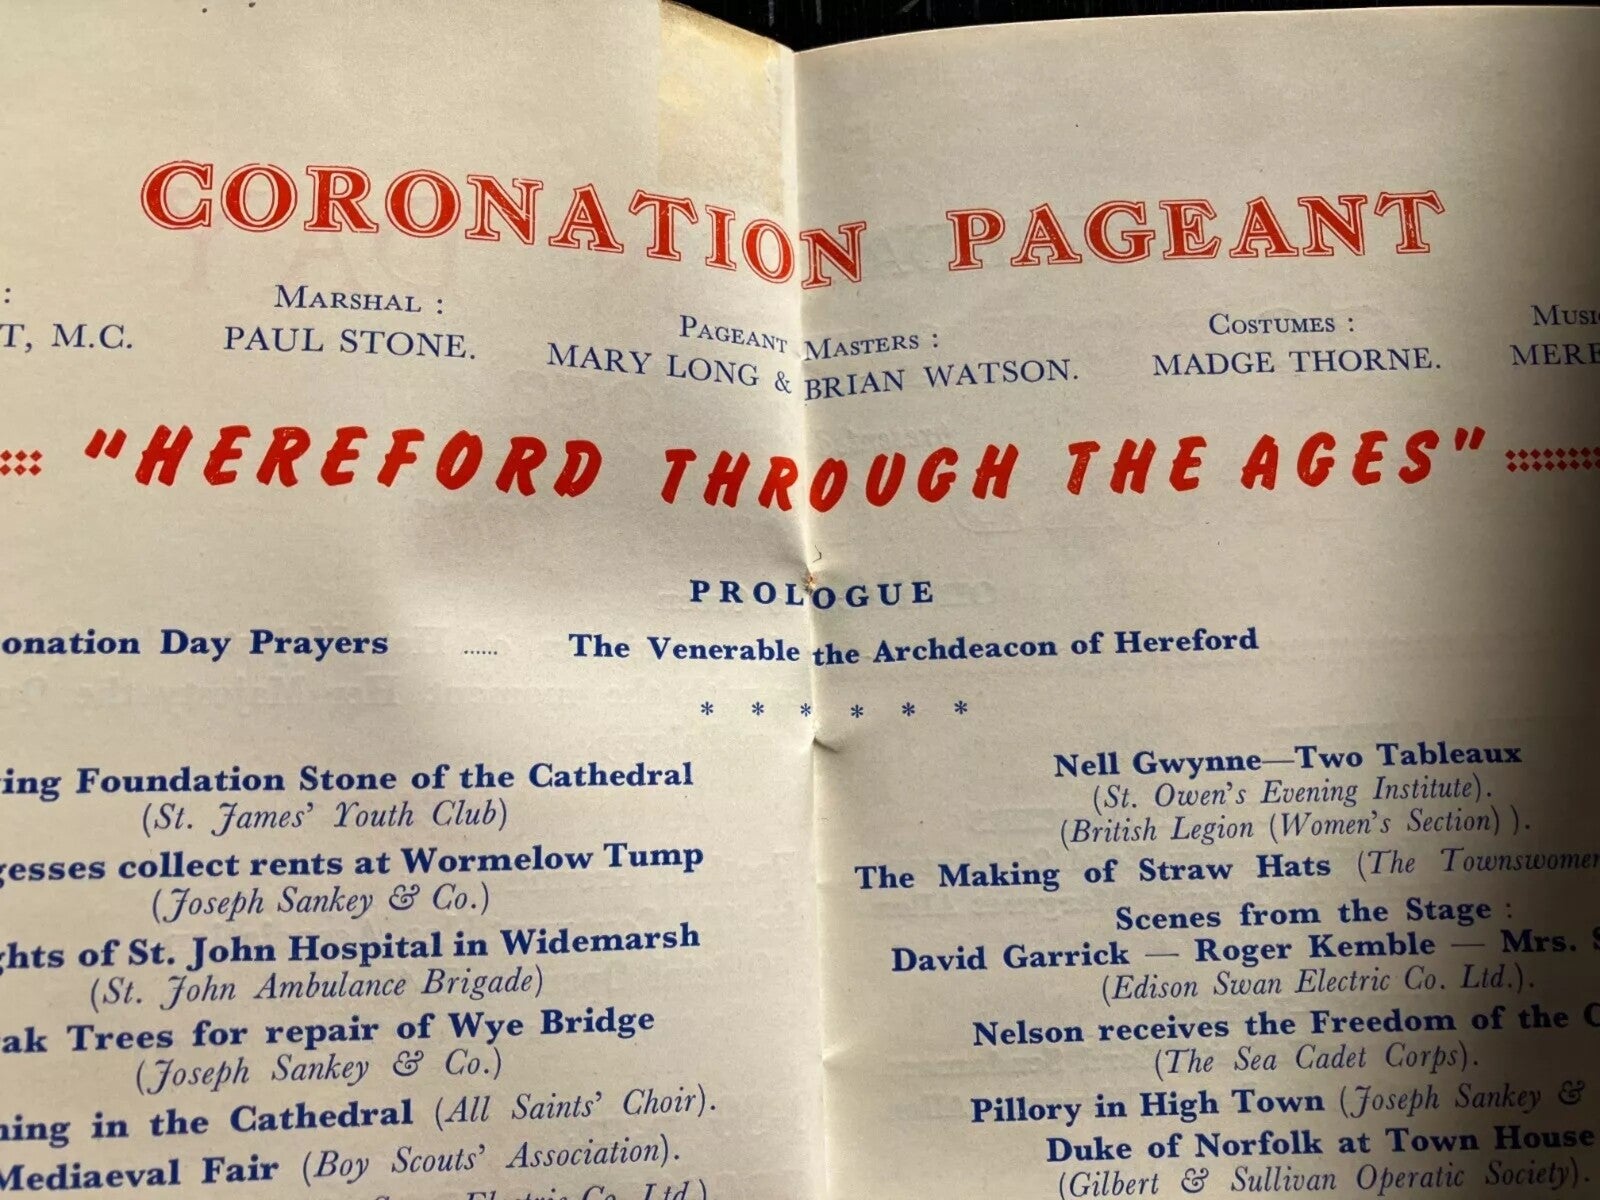 CORONATION PAGEANT
: MARSHAL : PAGEANT MASTERS : COSTUMES :
T, M.C. PAUL STONE. MARY LONG & BRIAN WATSON. MADGE THORNE.
"HEREFORD THROUGH THE AGES"
PROLOGUE
onation Day Prayers ...... The Venerable the Archdeacon of Hereford
* * * * * *
ing Foundation Stone of the Cathedral
(St. James' Youth Club)
gesses collect rents at Wormelow Tump
(Joseph Sankey & Co.)
ghts of St. John Hospital in Widemarsh
(St. John Ambulance Brigade)
ak Trees for repair of Wye Bridge
(Joseph Sankey & Co.)
ning in the Cathedral (All Saints' Choir).
Mediaeval Fair (Boy Scouts' Association).
Electric Co. Ltd.)
Nell Gwynne—Two Tableaux
(St. Owen's Evening Institute).
(British Legion (Women's Section) ).
The Making of Straw Hats (The Townswomen
Scenes from the Stage :
David Garrick — Roger Kemble — Mrs. S
(Edison Swan Electric Co. Ltd.).
Nelson receives the Freedom of the C
(The Sea Cadet Corps).
Pillory in High Town (Joseph Sankey &
Duke of Norfolk at Town House
(Gilbert & Sullivan Operatic Society).